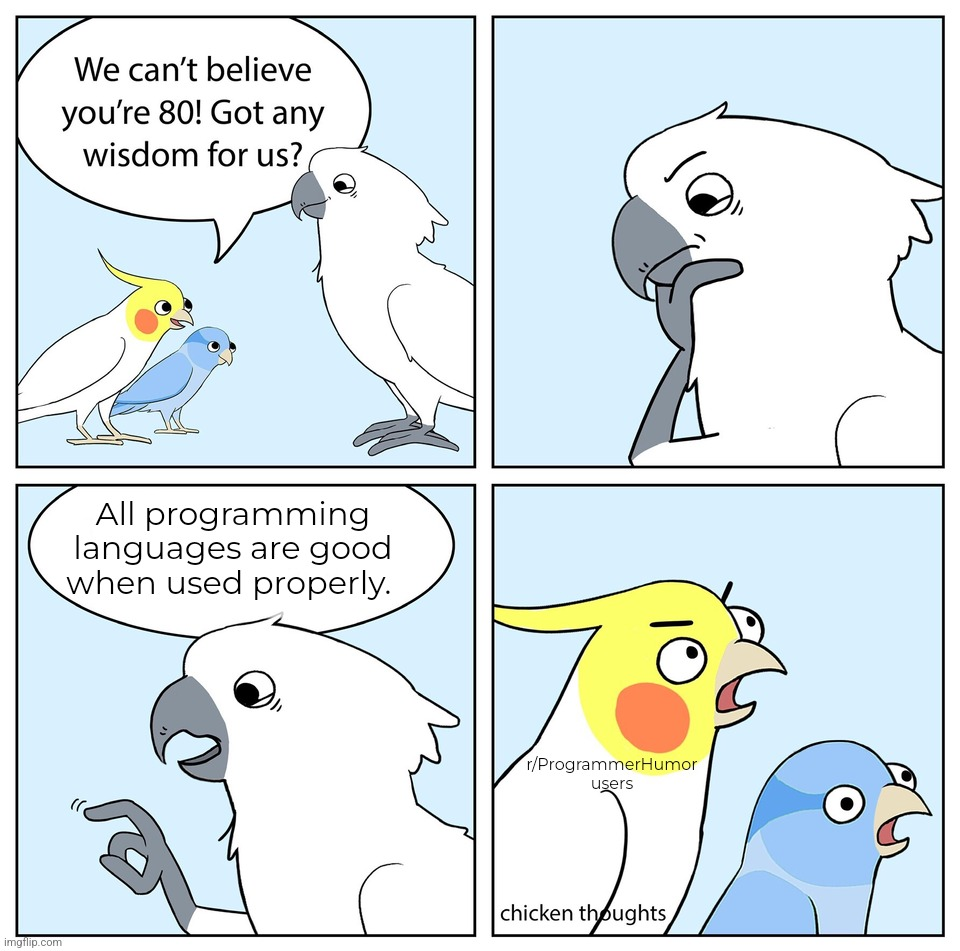 We can’t believe
you’re 80! Got any
wisdom for us?
All programming
languages are good
when used properly.
r/ProgrammerHumor
users
chicken thoughts
imgflip.com